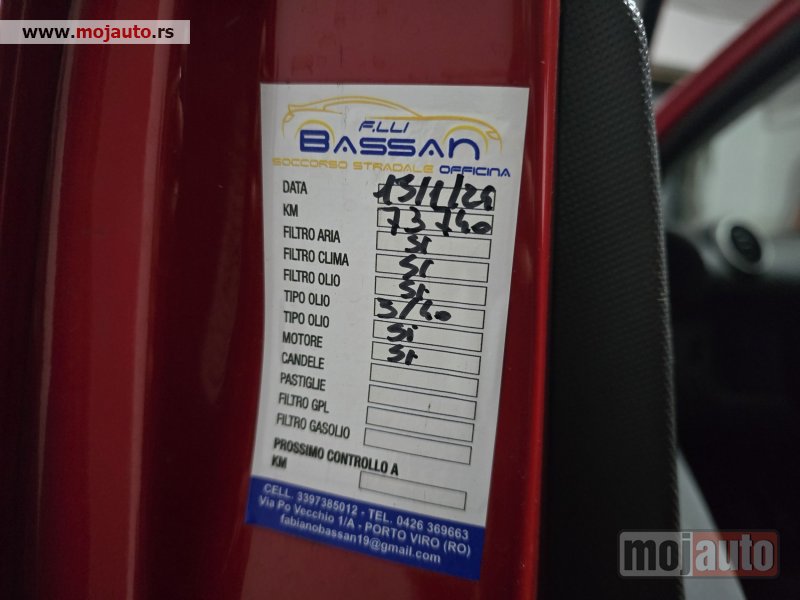 www.mojauto.rs
F.LLI
BASSAN
SOCCORSO STRADALE OFFICINA
DATA 13/1/21
KM 73740
FILTRO ARIA SI
FILTRO CLIMA SI
FILTRO OLIO SI
TIPO OLIO 5/40
TIPO OLIO SI
MOTORE SI
CANDELE
PASTIGLIE
FILTRO GPL
FILTRO GASOLIO
PROSSIMO CONTROLLO A
KM
CELL. 3397385012 - TEL. 0426 369663
Via Po Vecchio 1/A - PORTO VIRO (RO)
fabianobassan19@gmail.com
mojauto